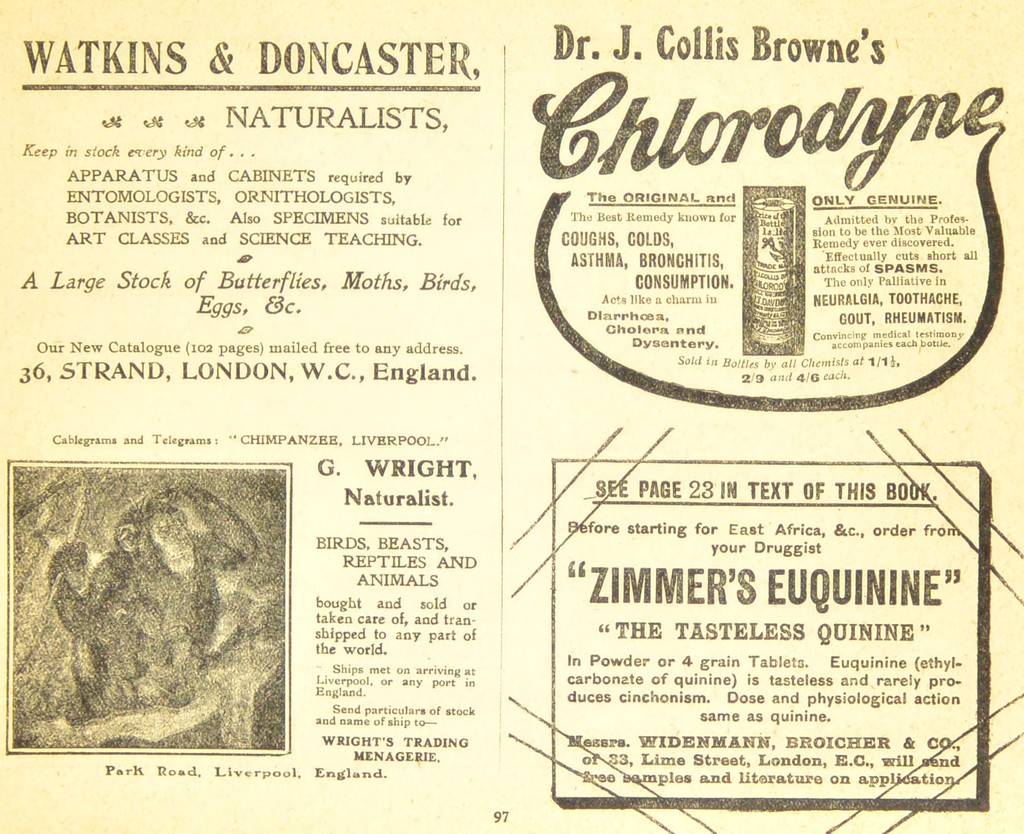 WATKINS & DONCASTER,
NATURALISTS,
Keep in stock every kind of . . .
APPARATUS and CABINETS required by
ENTOMOLOGISTS, ORNITHOLOGISTS,
BOTANISTS, &c. Also SPECIMENS suitable for
ART CLASSES and SCIENCE TEACHING.
A Large Stock of Butterflies, Moths, Birds,
Eggs, &c.
Our New Catalogue (102 pages) mailed free to any address.
36, STRAND, LONDON, W.C., England.
Cablegrams and Telegrams: "CHIMPANZEE, LIVERPOOL."
G. WRIGHT,
Naturalist.
BIRDS, BEASTS,
REPTILES AND
ANIMALS
bought and sold or
taken care of, and tran-
shipped to any part of
the world.
Ships met on arriving at
Liverpool, or any port in
England.
Send particulars of stock
and name of ship to—
WRIGHT'S TRADING
MENAGERIE,
Park Road, Liverpool, England.
Dr. J. Collis Browne's
Chlorodyne
The ORIGINAL and
The Best Remedy known for
COUGHS, COLDS,
ASTHMA, BRONCHITIS,
CONSUMPTION.
Acts like a charm in
Diarrhœa,
Cholera and
Dysentery.
ONLY GENUINE.
Admitted by the Profes-
sion to be the Most Valuable
Remedy ever discovered.
Effectually cuts short all
attacks of SPASMS.
The only Palliative in
NEURALGIA, TOOTHACHE,
GOUT, RHEUMATISM.
Convincing medical testimony
accompanies each bottle.
Sold in Bottles by all Chemists at 1/1½,
2/9 and 4/6 each.
SEE PAGE 23 IN TEXT OF THIS BOOK.
Before starting for East Africa, &c., order from
your Druggist
"ZIMMER'S EUQUININE"
"THE TASTELESS QUININE"
In Powder or 4 grain Tablets. Euquinine (ethyl-
carbonate of quinine) is tasteless and rarely pro-
duces cinchonism. Dose and physiological action
same as quinine.
Messrs. WIDENMANN, BROICHER & CO.,
of 33, Lime Street, London, E.C., will send
free samples and literature on application.
97